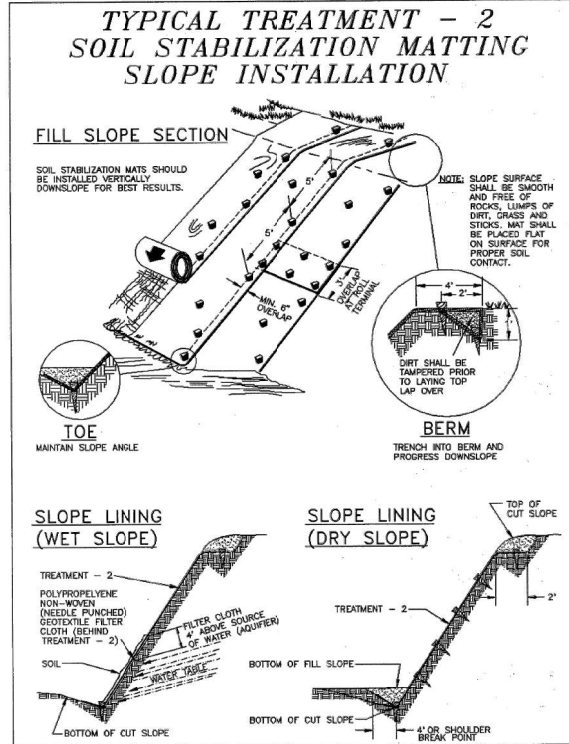 TYPICAL TREATMENT - 2
SOIL STABILIZATION MATTING
SLOPE INSTALLATION
FILL SLOPE SECTION
SOIL STABILIZATION MATS SHOULD
BE INSTALLED VERTICALLY
DOWNSLOPE FOR BEST RESULTS.
NOTE: SLOPE SURFACE
SHALL BE SMOOTH
AND FREE OF
ROCKS, LUMPS OF
DIRT, GRASS AND
STICKS. MAT SHALL
BE PLACED FLAT
ON SURFACE FOR
PROPER SOIL
CONTACT.
5'
5'
MIN. 6"
OVERLAP
3'
OVERLAP
AT ROLL
TERMINAL
4'
2'
DIRT SHALL BE
TAMPERED PRIOR
TO LAYING TOP
LAP OVER
TOE
MAINTAIN SLOPE ANGLE
BERM
TRENCH INTO BERM AND
PROGRESS DOWNSLOPE
SLOPE LINING
(WET SLOPE)
TREATMENT - 2
POLYPROPELYENE
NON-WOVEN
(NEEDLE PUNCHED)
GEOTEXTILE FILTER
CLOTH (BEHIND
TREATMENT - 2)
SOIL
FILTER CLOTH
4' ABOVE SOURCE
OF WATER (AQUIFIER)
WATER TABLE
BOTTOM OF CUT SLOPE
SLOPE LINING
(DRY SLOPE)
TOP OF
CUT SLOPE
2'
TREATMENT - 2
BOTTOM OF FILL SLOPE
BOTTOM OF CUT SLOPE
4' OR SHOULDER
BREAK POINT